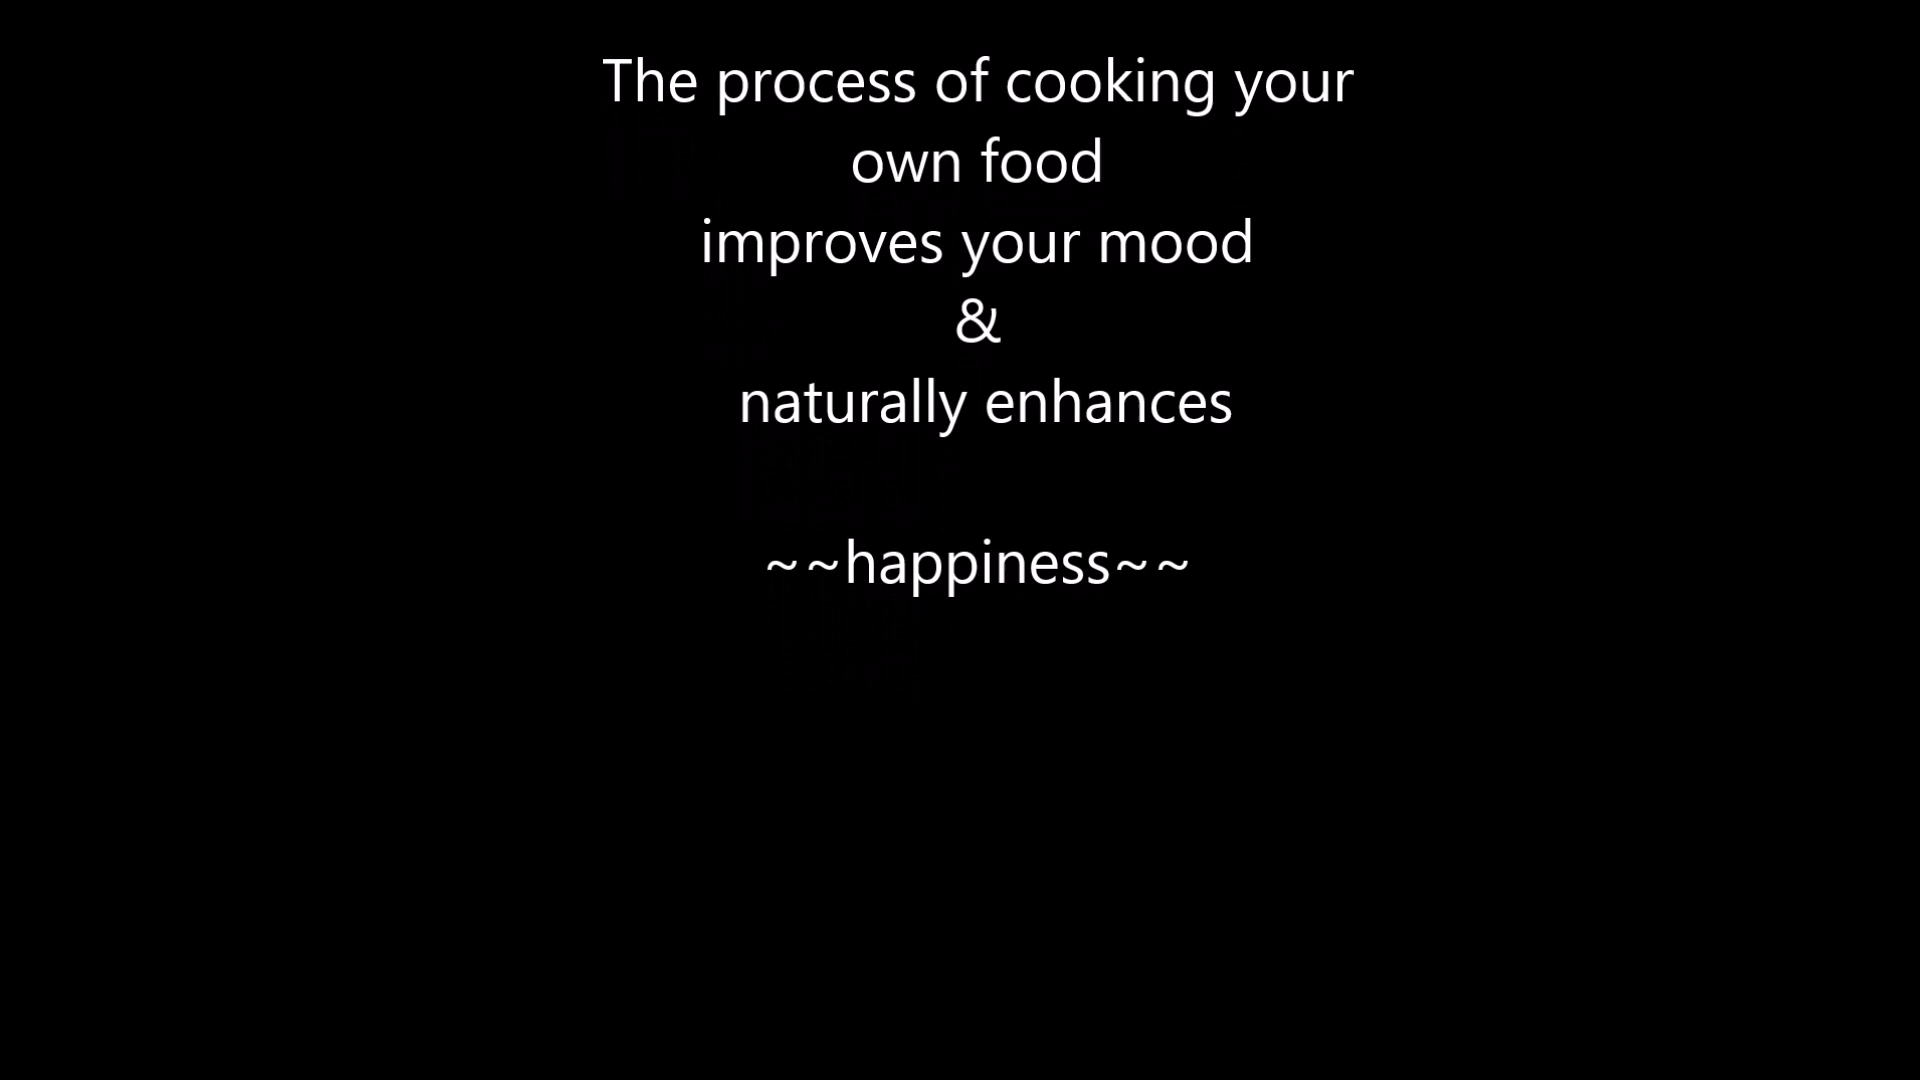 The process of cooking your
own food
improves your mood
&
naturally enhances
~~happiness~~